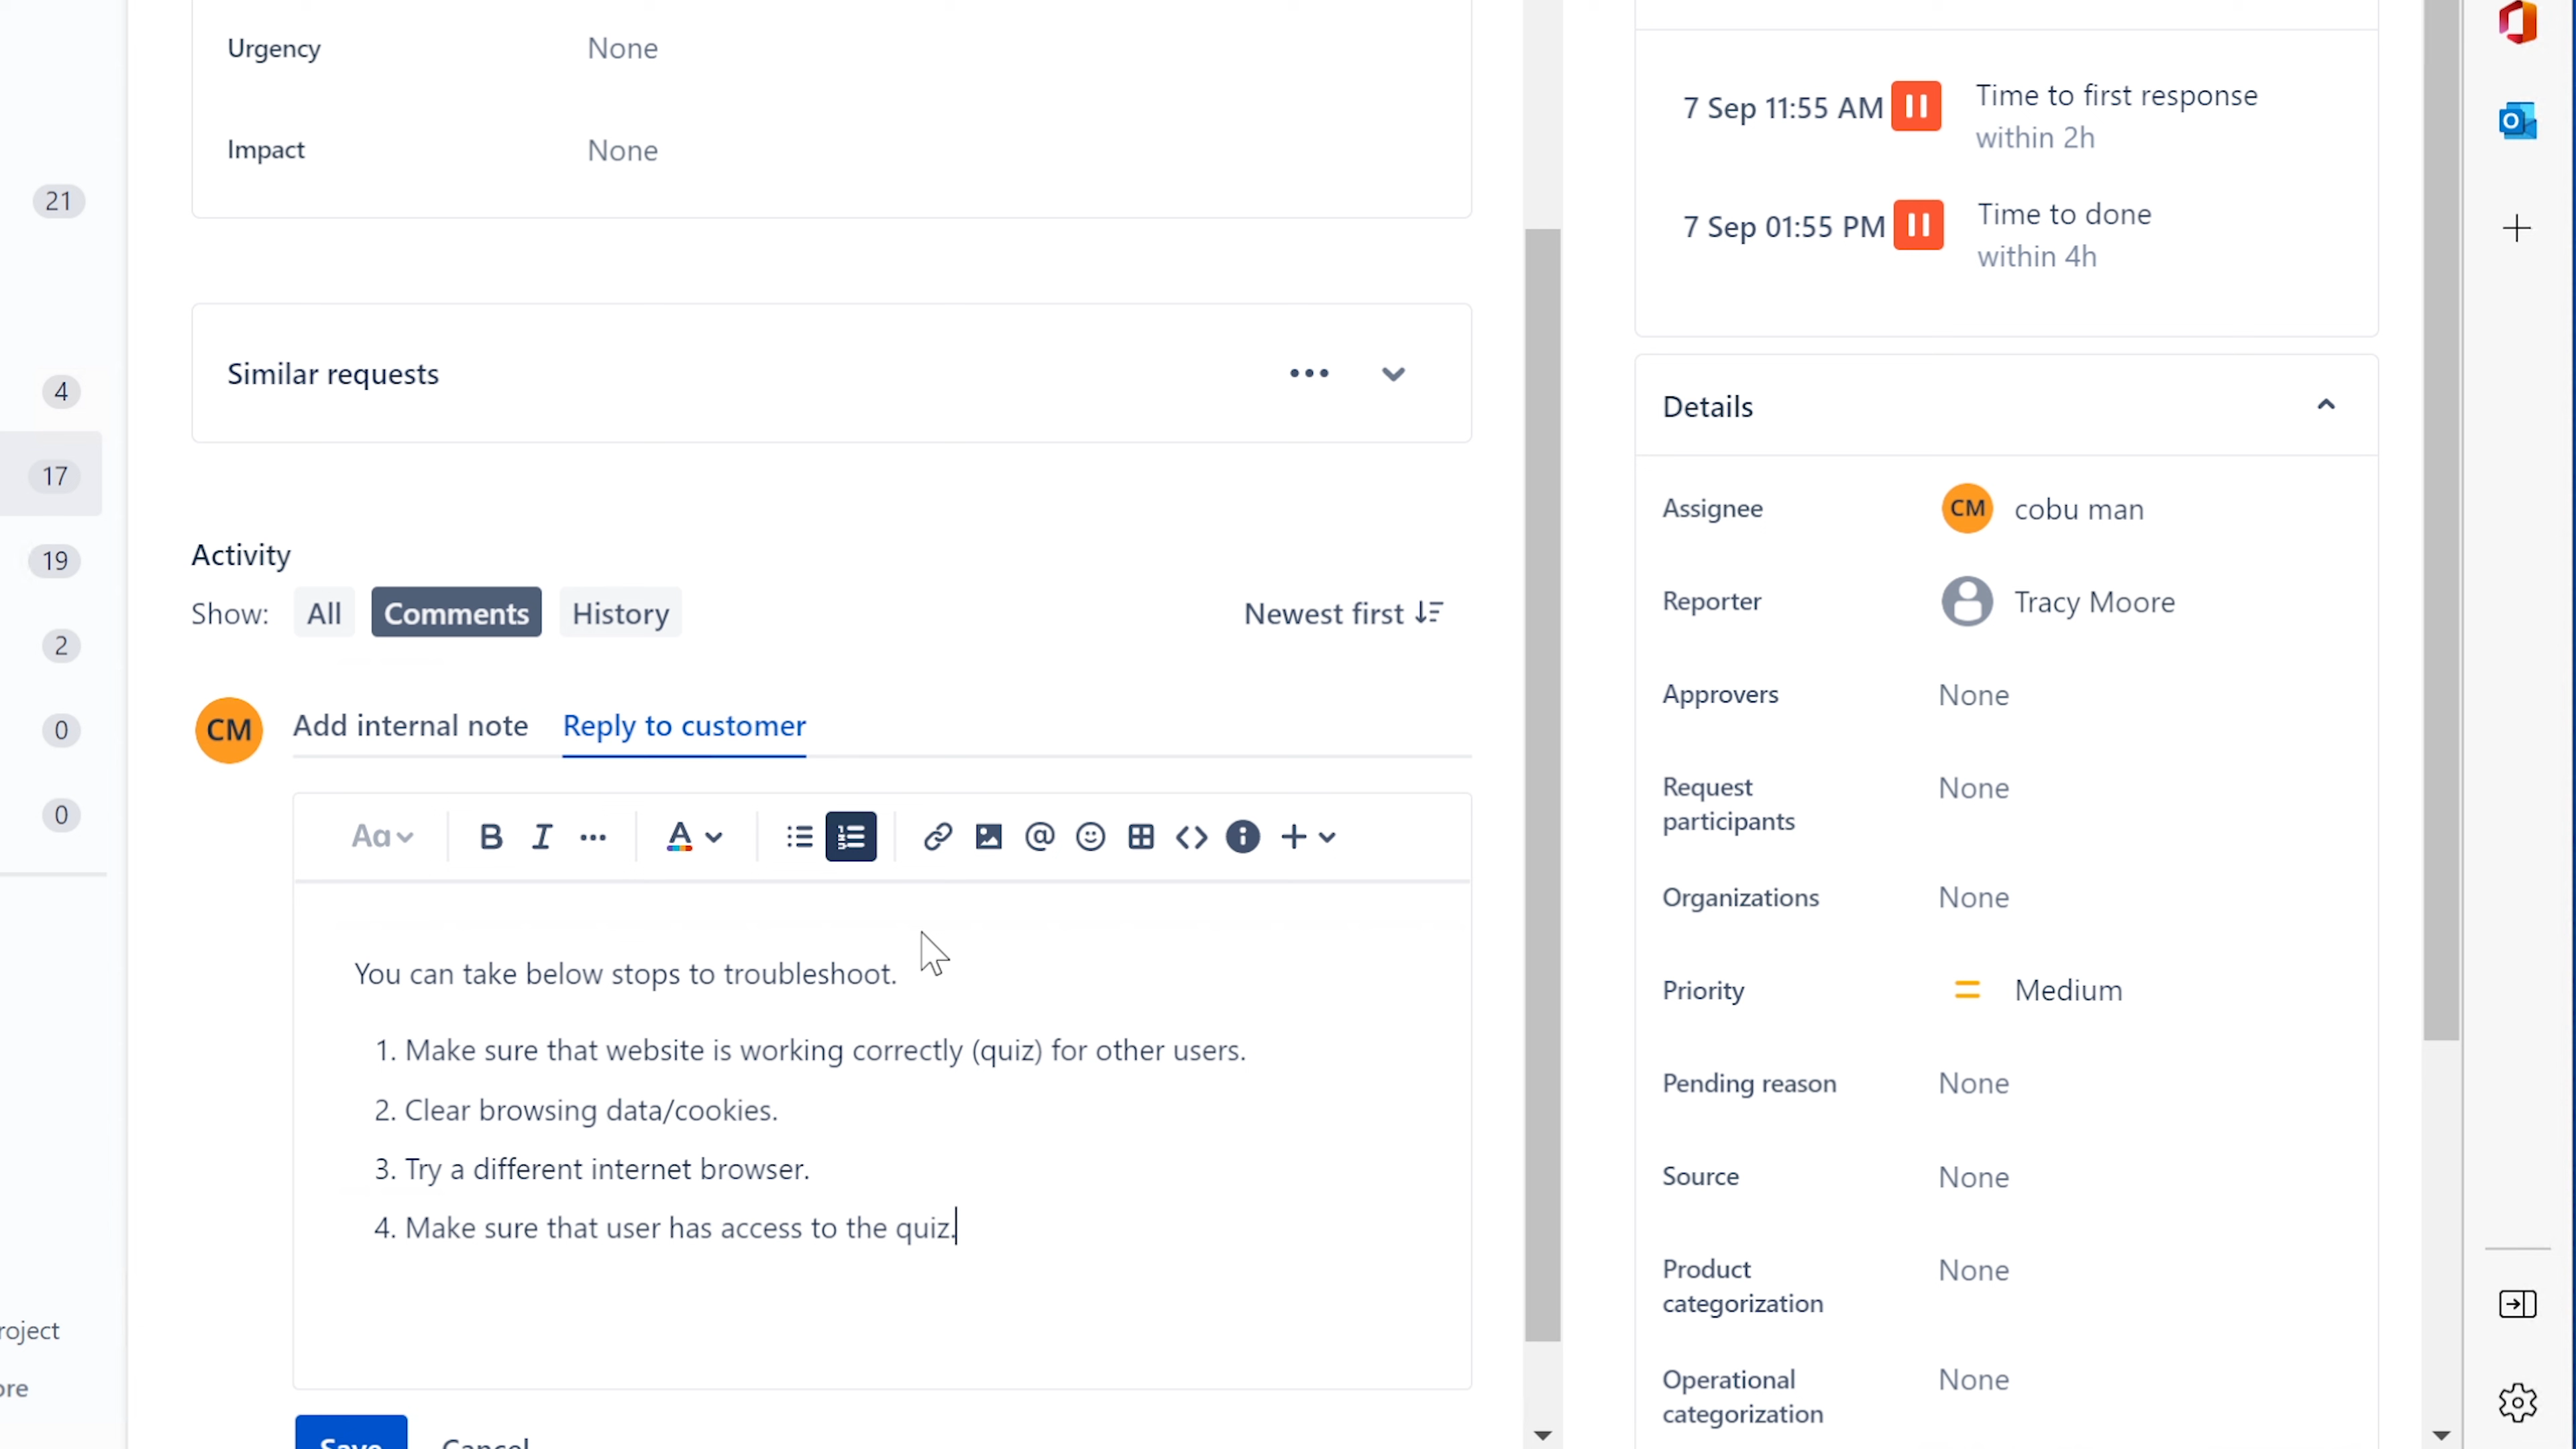 Urgency None
Impact None
21
4
17
19
2
0
0
roject
ore
Similar requests
Activity
Show: All Comments History Newest first
CM Add internal note Reply to customer
Aa B I A @
You can take below stops to troubleshoot.
1. Make sure that website is working correctly (quiz) for other users.
2. Clear browsing data/cookies.
3. Try a different internet browser.
4. Make sure that user has access to the quiz.
Save Cancel
7 Sep 11:55 AM Time to first response
within 2h
7 Sep 01:55 PM Time to done
within 4h
Details
Assignee CM cobu man
Reporter Tracy Moore
Approvers None
Request None
participants
Organizations None
Priority Medium
Pending reason None
Source None
Product None
categorization
Operational None
categorization